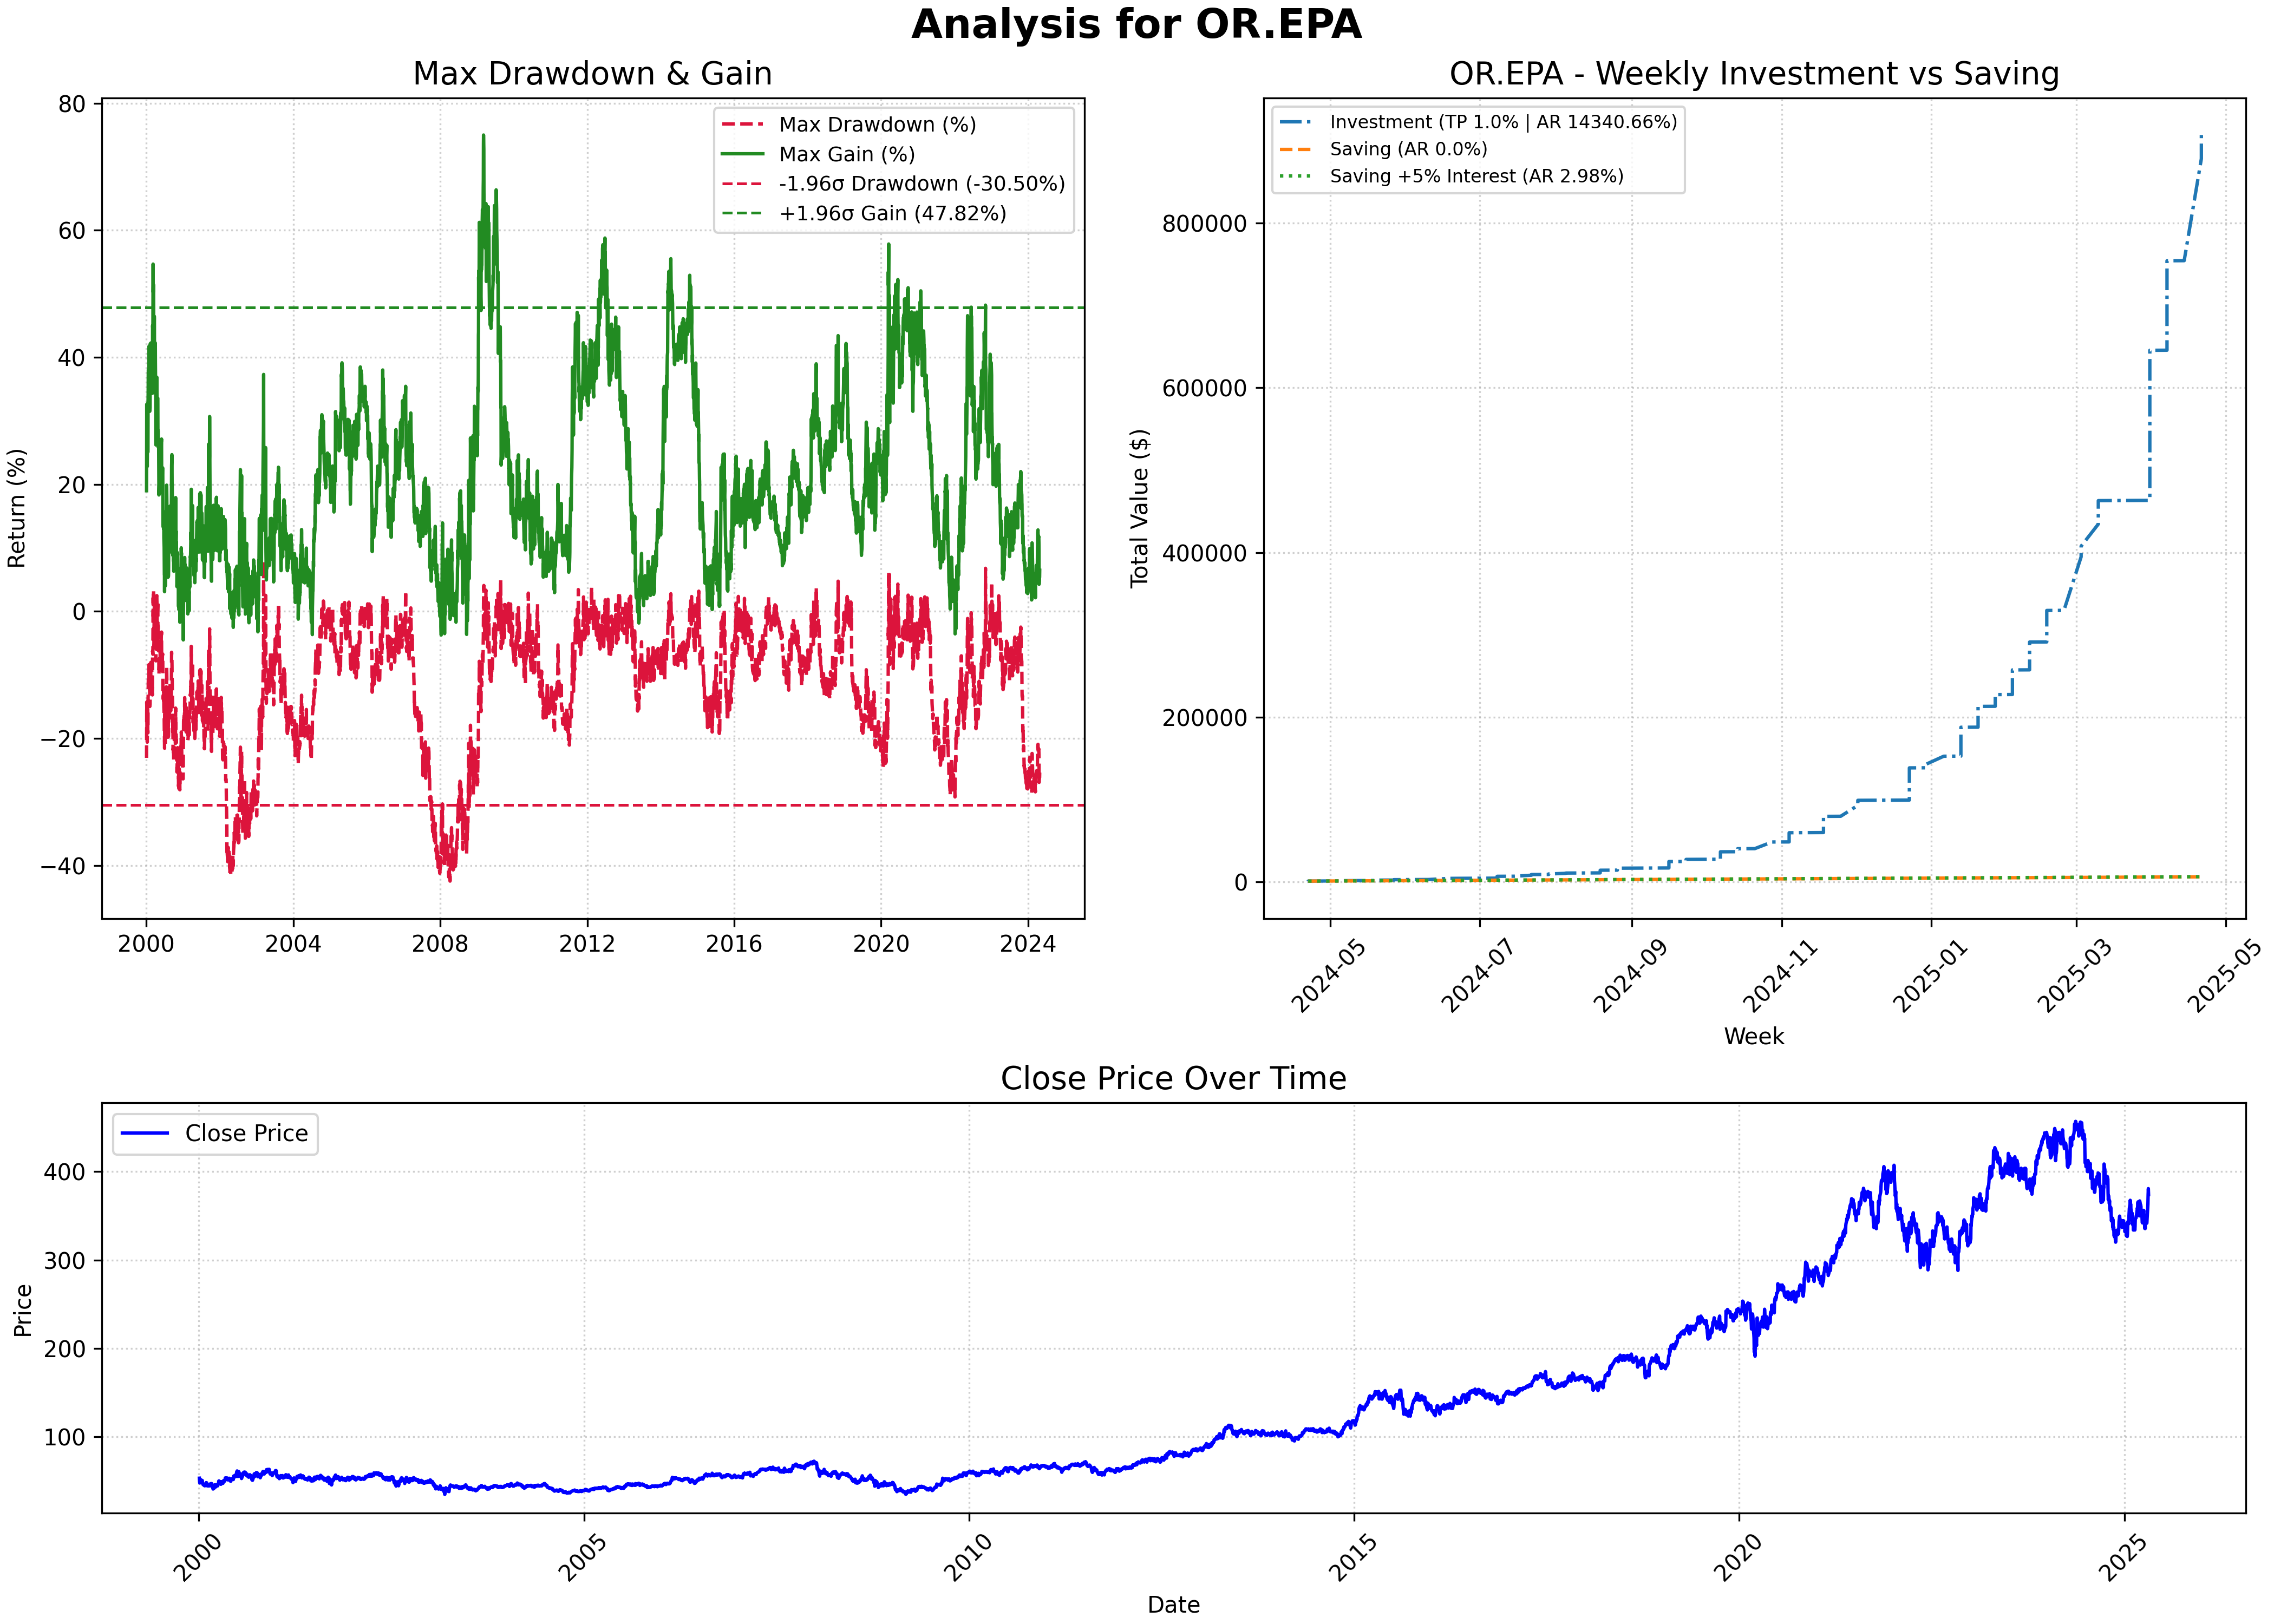 Analysis for OR.EPA
Max Drawdown & Gain
Return (%)
80
60
40
20
0
−20
−40
2000
2004
2008
2012
2016
2020
2024
Max Drawdown (%)
Max Gain (%)
-1.96σ Drawdown (-30.50%)
+1.96σ Gain (47.82%)
OR.EPA - Weekly Investment vs Saving
Total Value ($)
800000
600000
400000
200000
0
2024-05
2024-07
2024-09
2024-11
2025-01
2025-03
2025-05
Week
Investment (TP 1.0% | AR 14340.66%)
Saving (AR 0.0%)
Saving +5% Interest (AR 2.98%)
Close Price Over Time
Close Price
Price
400
300
200
100
2000
2005
2010
2015
2020
2025
Date